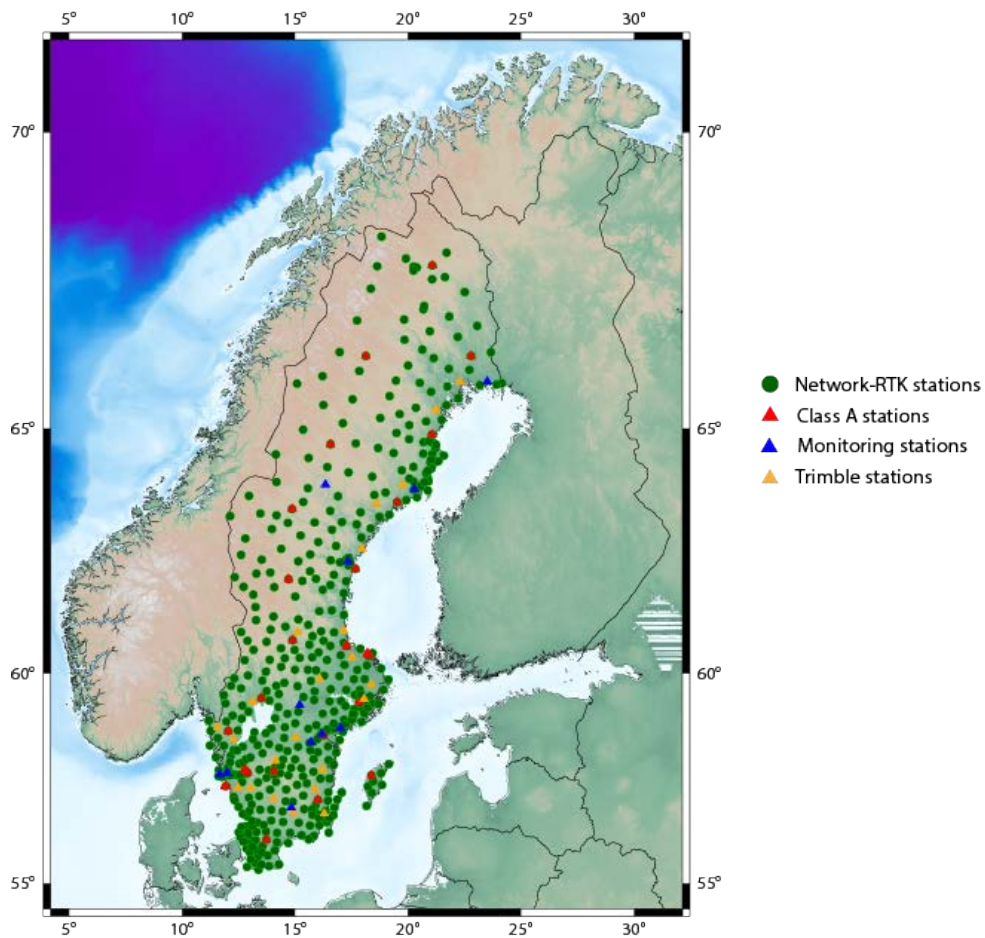 5° 10° 15° 20° 25° 30°
70° 70°
65° 65°
Network-RTK stations
Class A stations
Monitoring stations
Trimble stations
60° 60°
55° 55°
5° 10° 15° 20° 25° 30°